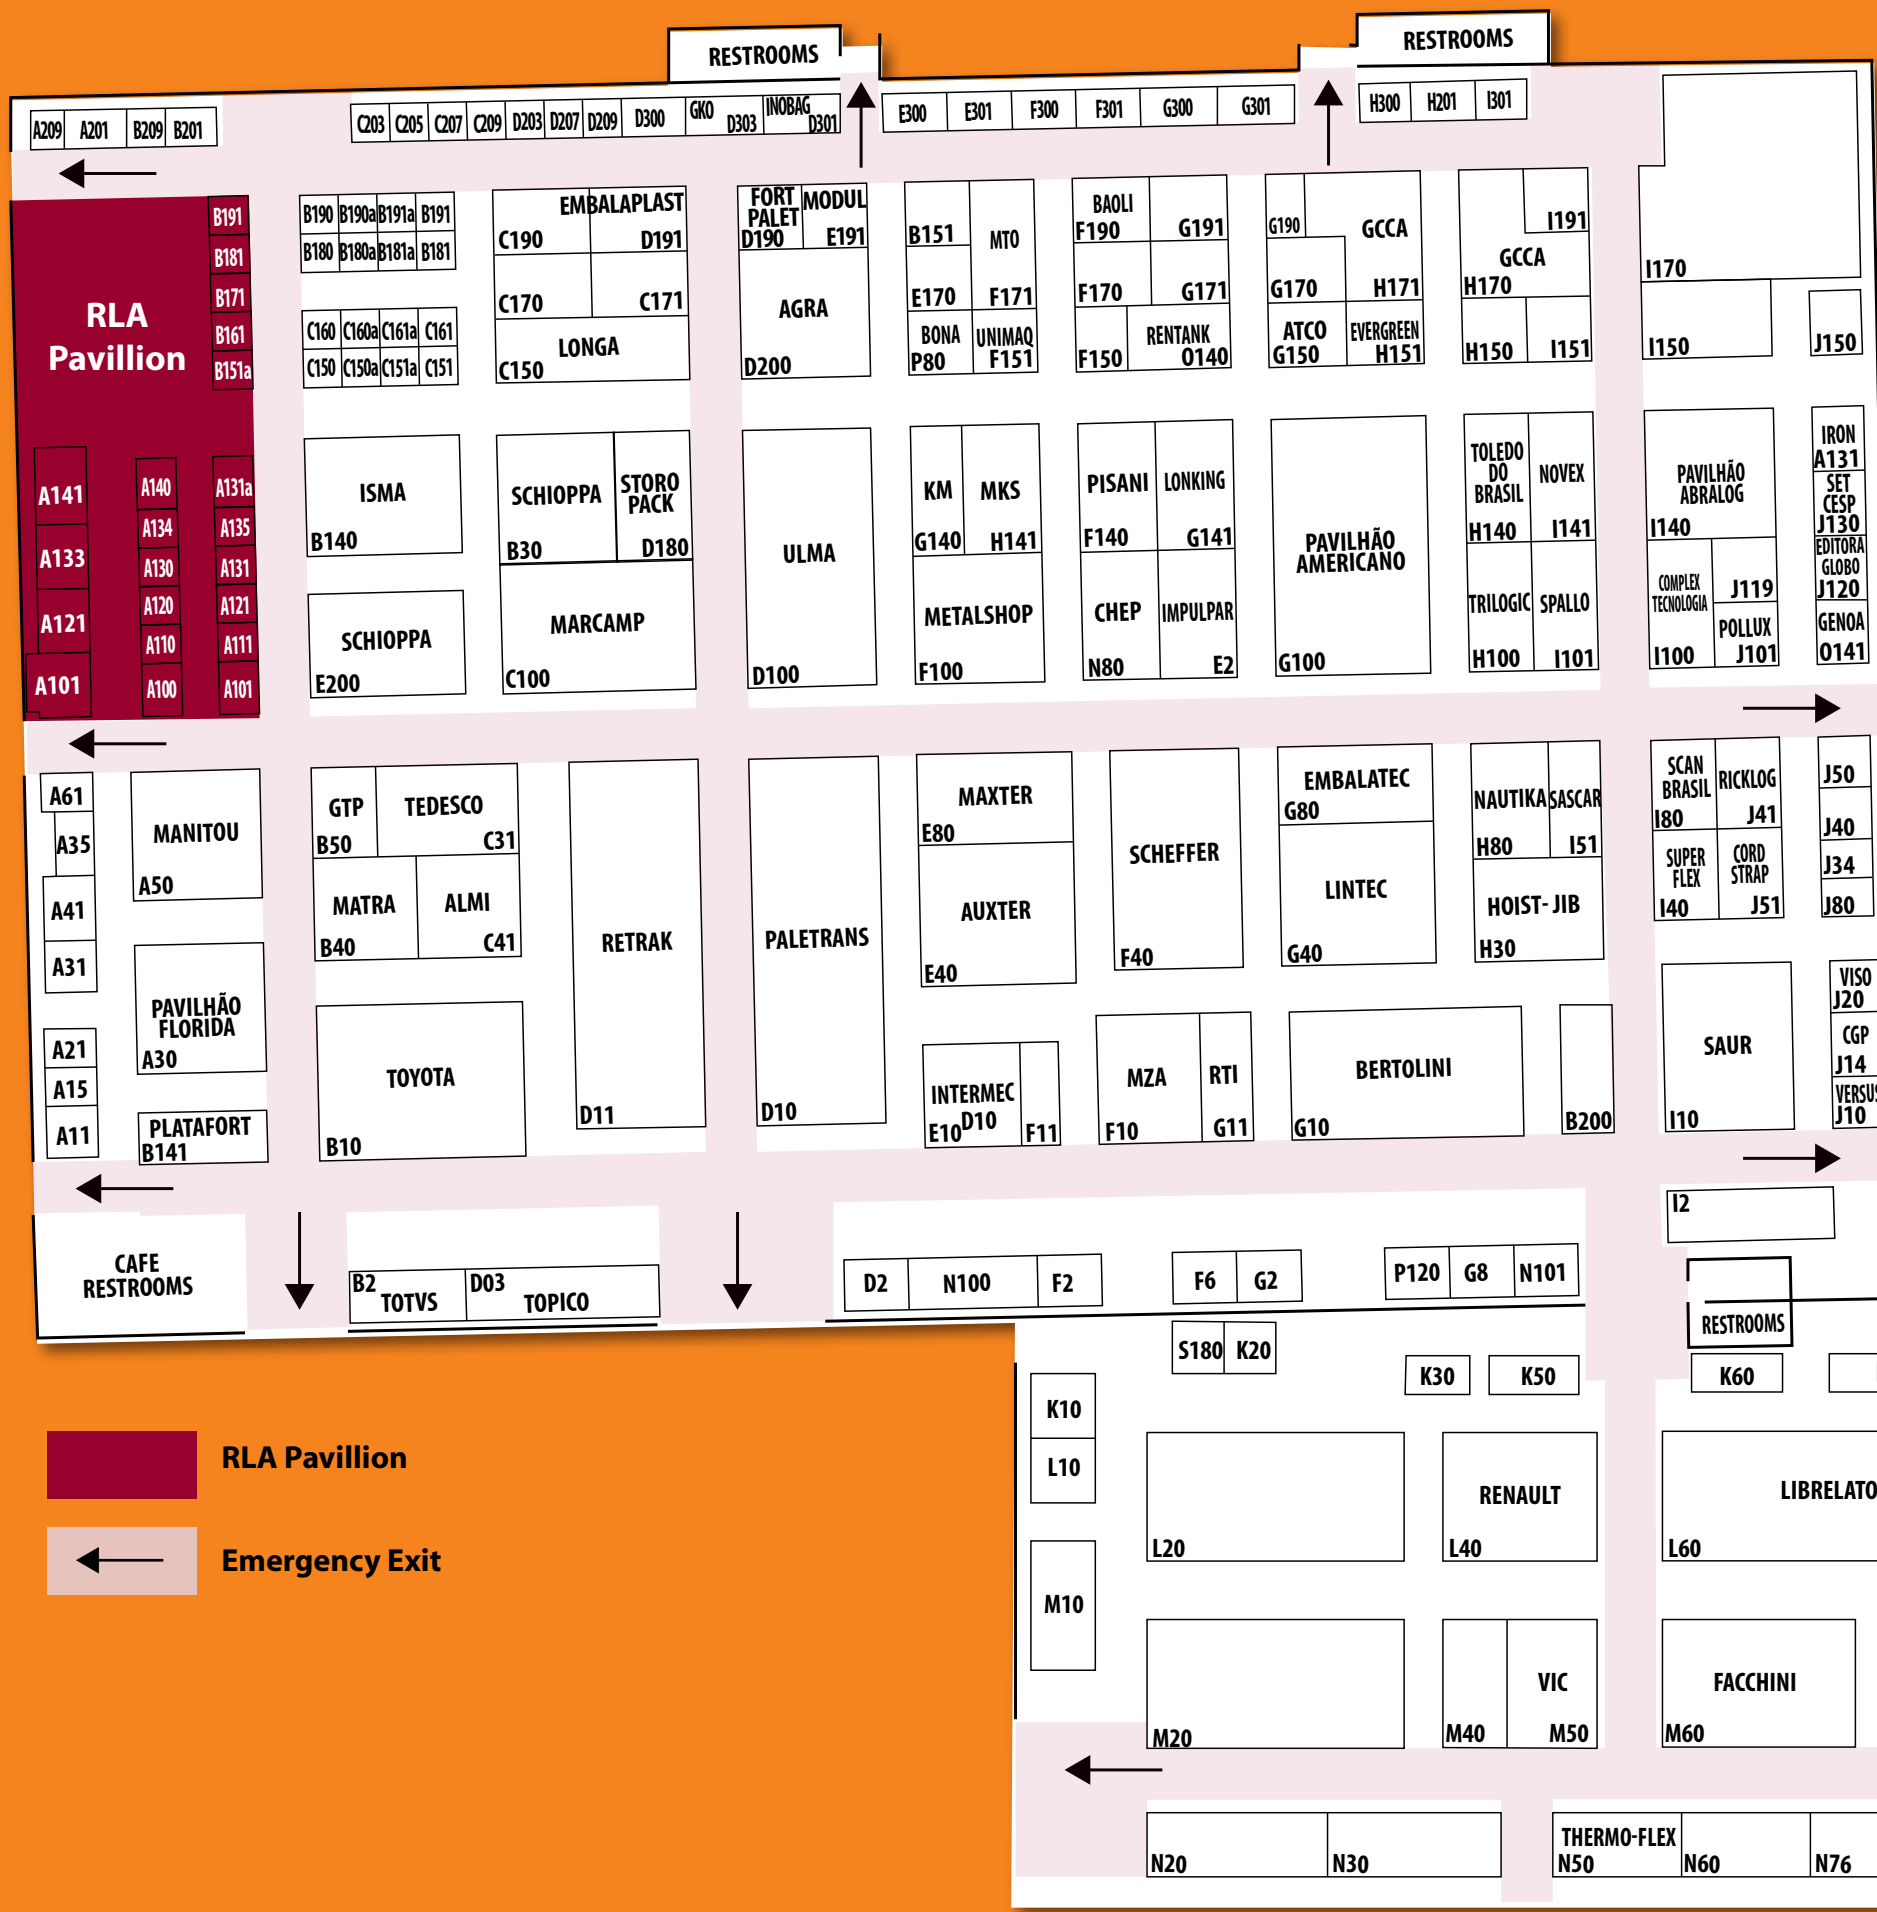 RESTROOMS
RESTROOMS
A209 A201 B209 B201
C203 C205 C207 C209 D203 D207 D209 D300 GKO D303 INOBAG D301
E300 E301 F300 F301 G300 G301
H300 H201 I301
RLA
Pavillion
B191
B181
B171
B161
B151a
A141
A133
A121
A101
A140
A134
A130
A120
A110
A100
A131a
A135
A131
A121
A111
A101
B190 B190a B191a B191
B180 B180a B181a B181
C160 C160a C161a C161
C150 C150a C151a C151
EMBALAPLAST
C190 D191
C170 C171
LONGA
C150
FORT
PALET
D190
MODUL
E191
AGRA
D200
B151
MTO
E170 F171
BONA
P80
UNIMAQ
F151
BAOLI
F190 G191
F170 G171
F150
RENTANK
O140
G190
GCCA
G170 H171
ATCO
G150
EVERGREEN
H151
I191
GCCA
H170
H150 I151
I170
I150
J150
ISMA
B140
SCHIOPPA
B30
STORO
PACK
D180
ULMA
D100
KM
G140
MKS
H141
PISANI
F140
LONKING
G141
PAVILHÃO
AMERICANO
G100
TOLEDO
DO
BRASIL
H140
NOVEX
I141
PAVILHÃO
ABRALOG
I140
IRON
A131
SET
CESP
J130
EDITORA
GLOBO
J120
GENOA
O141
SCHIOPPA
E200
MARCAMP
C100
METALSHOP
F100
CHEP
N80
IMPULPAR
E2
TRILOGIC
H100
SPALLO
I101
COMPLEX
TECNOLOGIA
I100
J119
POLLUX
J101
A61
A35
A41
A31
A21
A15
A11
MANITOU
A50
PAVILHÃO
FLORIDA
A30
PLATAFORT
B141
GTP
B50
TEDESCO
C31
MATRA
B40
ALMI
C41
TOYOTA
B10
RETRAK
D11
PALETRANS
D10
MAXTER
E80
AUXTER
E40
INTERMEC
E10 D10
F11
SCHEFFER
F40
MZA
F10
RTI
G11
EMBALATEC
G80
LINTEC
G40
BERTOLINI
G10
NAUTIKA
H80
SASCAR
I51
HOIST-JIB
H30
B200
SCAN
BRASIL
I80
RICKLOG
J41
SUPER
FLEX
I40
CORD
STRAP
J51
J50
J40
J34
J80
SAUR
I10
VISO
J20
CGP
J14
VERSUS
J10
CAFE
RESTROOMS
B2
TOTVS
D03
TOPICO
D2 N100 F2
F6 G2
P120 G8 N101
I2
RESTROOMS
S180 K20
K30 K50 K60
K10
L10
M10
L20
RENAULT
L40
LIBRELATO
L60
M20
M40
VIC
M50
FACCHINI
M60
N20 N30
THERMO-FLEX
N50 N60 N76
RLA Pavillion
Emergency Exit